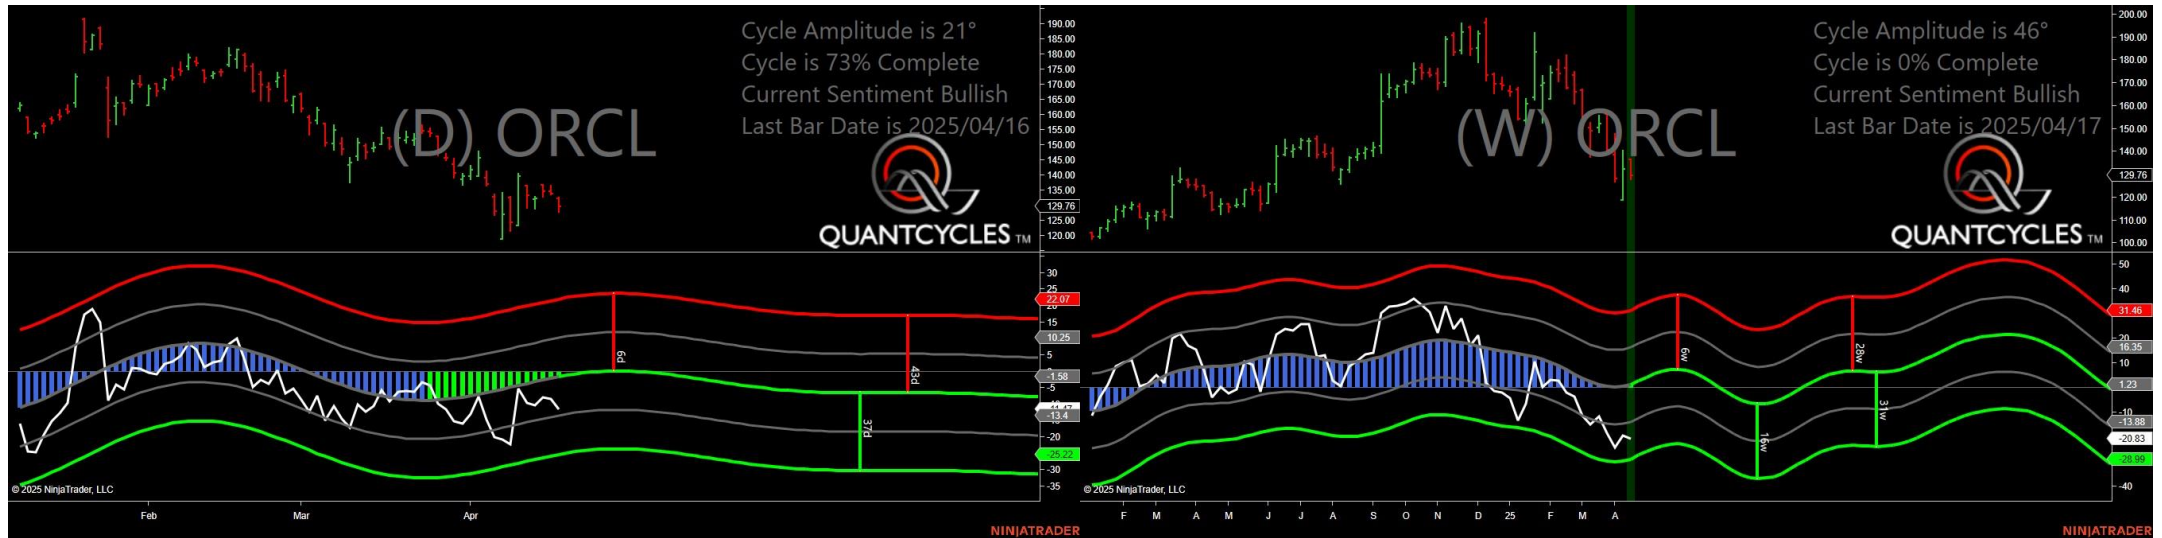 Cycle Amplitude is 21°
Cycle is 73% Complete
Current Sentiment Bullish
Last Bar Date is 2025/04/16
(D) ORCL
QUANTCYCLES TM
190.00
185.00
180.00
175.00
170.00
165.00
160.00
155.00
150.00
145.00
140.00
135.00
129.76
125.00
120.00
30
25
22.07
15
10.25
5
-1.58
-5
-13.4
-20
-25.22
-30
-35
6d
43d
37d
© 2025 NinjaTrader, LLC
Feb Mar Apr
NINJATRADER
Cycle Amplitude is 46°
Cycle is 0% Complete
Current Sentiment Bullish
Last Bar Date is 2025/04/17
(W) ORCL
QUANTCYCLES TM
200.00
190.00
180.00
170.00
160.00
150.00
140.00
129.76
120.00
110.00
100.00
50
40
31.46
20
16.35
10
1.23
-10
-13.88
-20.83
-28.99
-40
6w
28w
16w
31w
© 2025 NinjaTrader, LLC
F M A M J J A S O N D 25 F M A
NINJATRADER